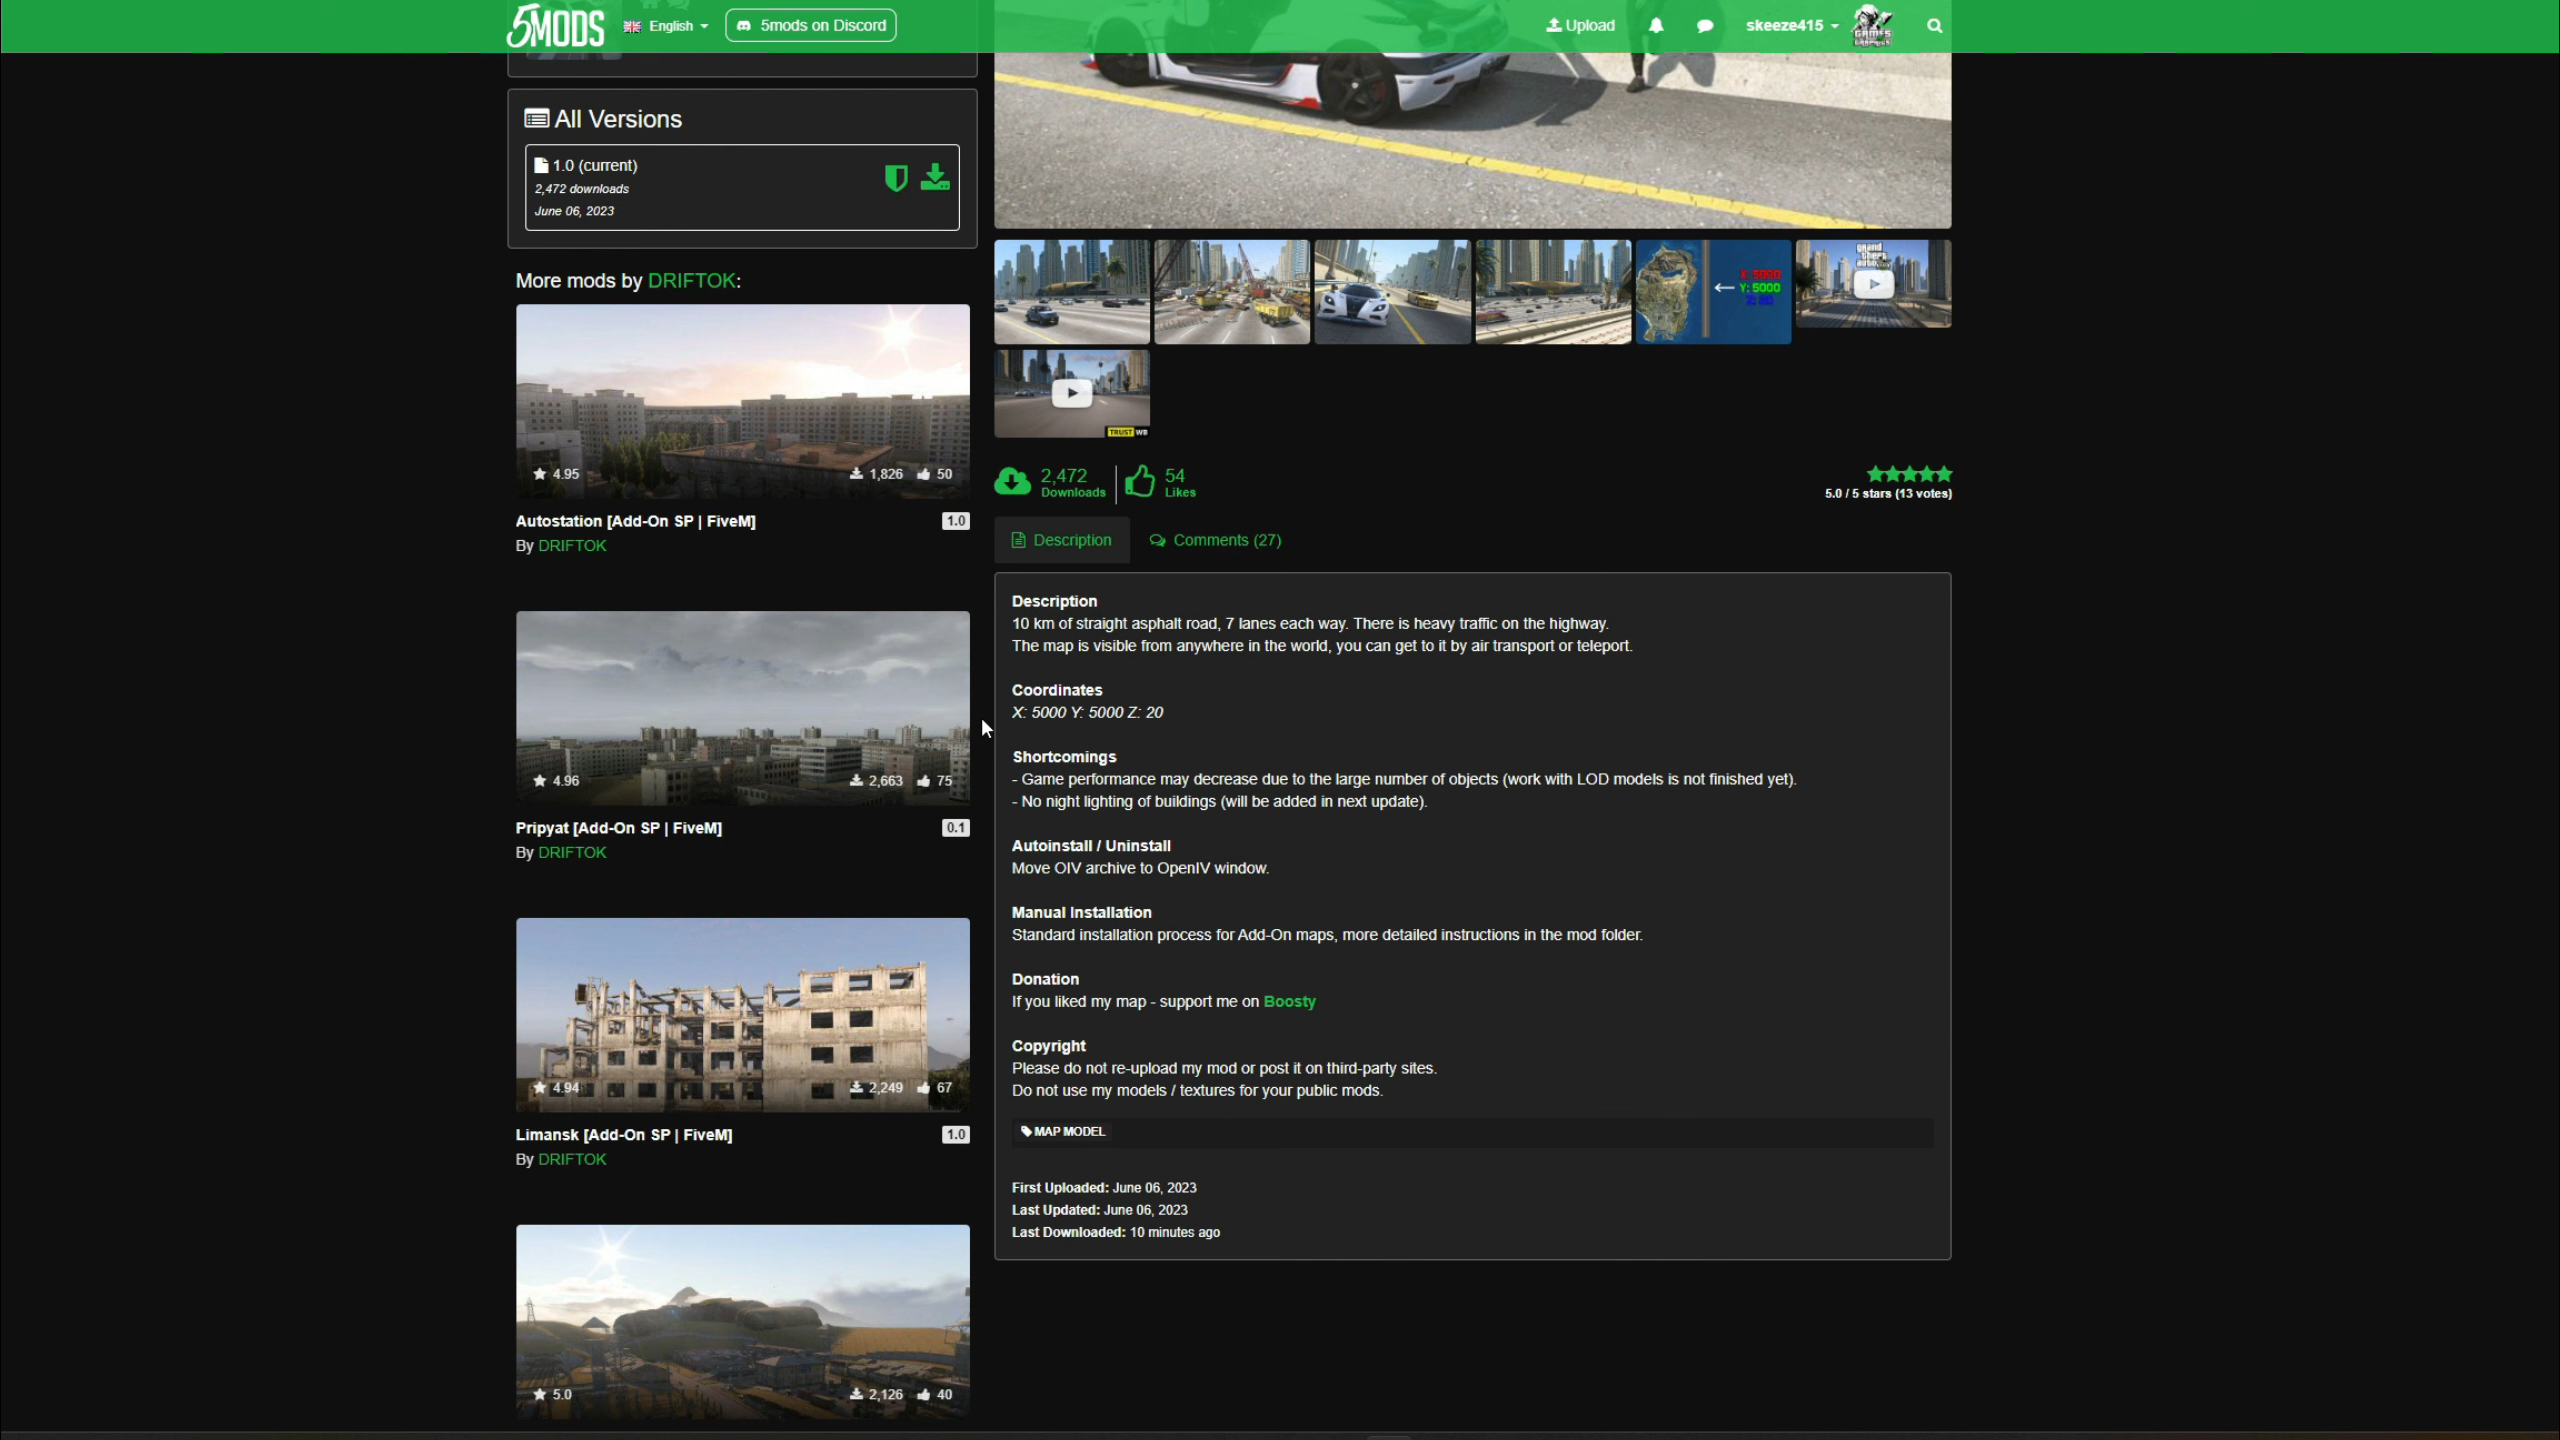 5MODS
English
5mods on Discord
Upload
skeeze415
All Versions
1.0 (current)
2,472 downloads
June 06, 2023
More mods by DRIFTOK:
4.95
1,826
50
Autostation [Add-On SP | FiveM]
1.0
By DRIFTOK
4.96
2,663
75
Pripyat [Add-On SP | FiveM]
0.1
By DRIFTOK
4.94
2,249
67
Limansk [Add-On SP | FiveM]
1.0
By DRIFTOK
5.0
2,126
40
X: 5000
Y: 5000
grand
theft
TRUST WB
2,472
Downloads
54
Likes
5.0 / 5 stars (13 votes)
Description
Comments (27)
Description
10 km of straight asphalt road, 7 lanes each way. There is heavy traffic on the highway.
The map is visible from anywhere in the world, you can get to it by air transport or teleport.
Coordinates
X: 5000 Y: 5000 Z: 20
Shortcomings
- Game performance may decrease due to the large number of objects (work with LOD models is not finished yet).
- No night lighting of buildings (will be added in next update).
Autoinstall / Uninstall
Move OIV archive to OpenIV window.
Manual Installation
Standard installation process for Add-On maps, more detailed instructions in the mod folder.
Donation
If you liked my map - support me on Boosty
Copyright
Please do not re-upload my mod or post it on third-party sites.
Do not use my models / textures for your public mods.
MAP MODEL
First Uploaded: June 06, 2023
Last Updated: June 06, 2023
Last Downloaded: 10 minutes ago